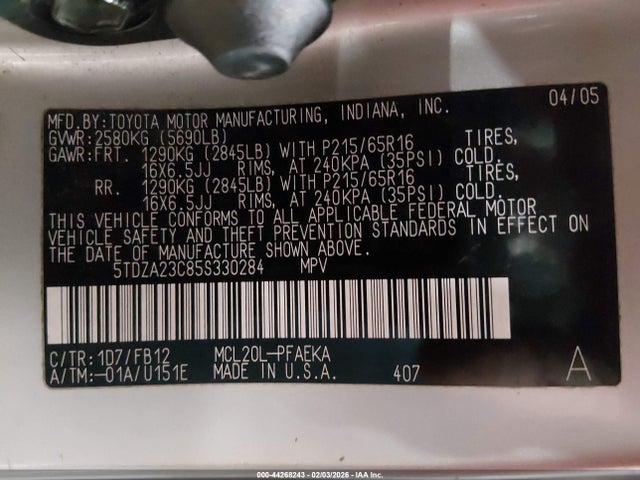 MFD.BY:TOYOTA MOTOR MANUFACTURING, INDIANA, INC. 04/05
GVWR:2580KG (5690LB)
GAWR:FRT. 1290KG (2845LB) WITH P215/65R16 TIRES,
16X6.5JJ RIMS, AT 240KPA (35PSI) COLD.
RR. 1290KG (2845LB) WITH P215/65R16 TIRES,
16X6.5JJ RIMS, AT 240KPA (35PSI) COLD.
THIS VEHICLE CONFORMS TO ALL APPLICABLE FEDERAL MOTOR
VEHICLE SAFETY AND THEFT PREVENTION STANDARDS IN EFFECT ON
THE DATE OF MANUFACTURE SHOWN ABOVE.
5TDZA23C85S330284 MPV
C/TR:1D7/FB12 MCL20L-PFAEKA
A/TM:-01A/U151E MADE IN U.S.A. 407 A
000-44268243 - 02/03/2026 - IAA Inc.